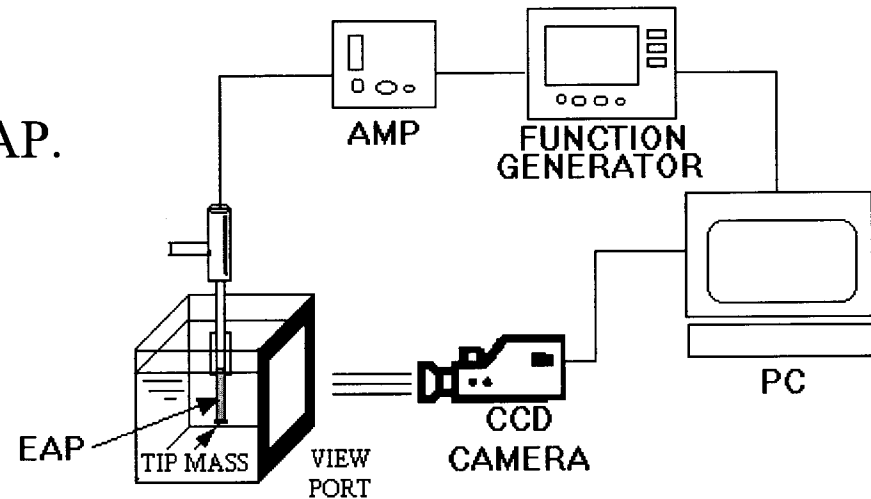 AP.
AMP
FUNCTION
GENERATOR
PC
CCD
CAMERA
EAP
TIP MASS
VIEW
PORT